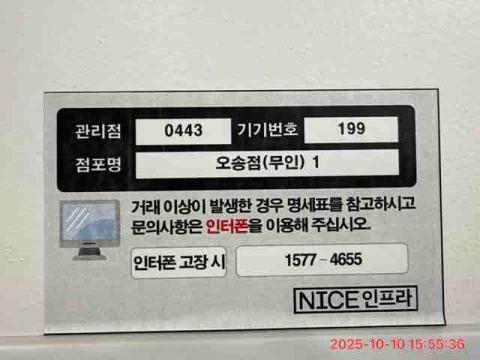 관리점 0443 기기번호 199
점포명 오송점(무인) 1
거래 이상이 발생한 경우 명세표를 참고하시고
문의사항은 인터폰을 이용해 주십시오.
인터폰 고장 시 1577-4655
NICE인프라
2025-10-10 15:55:36